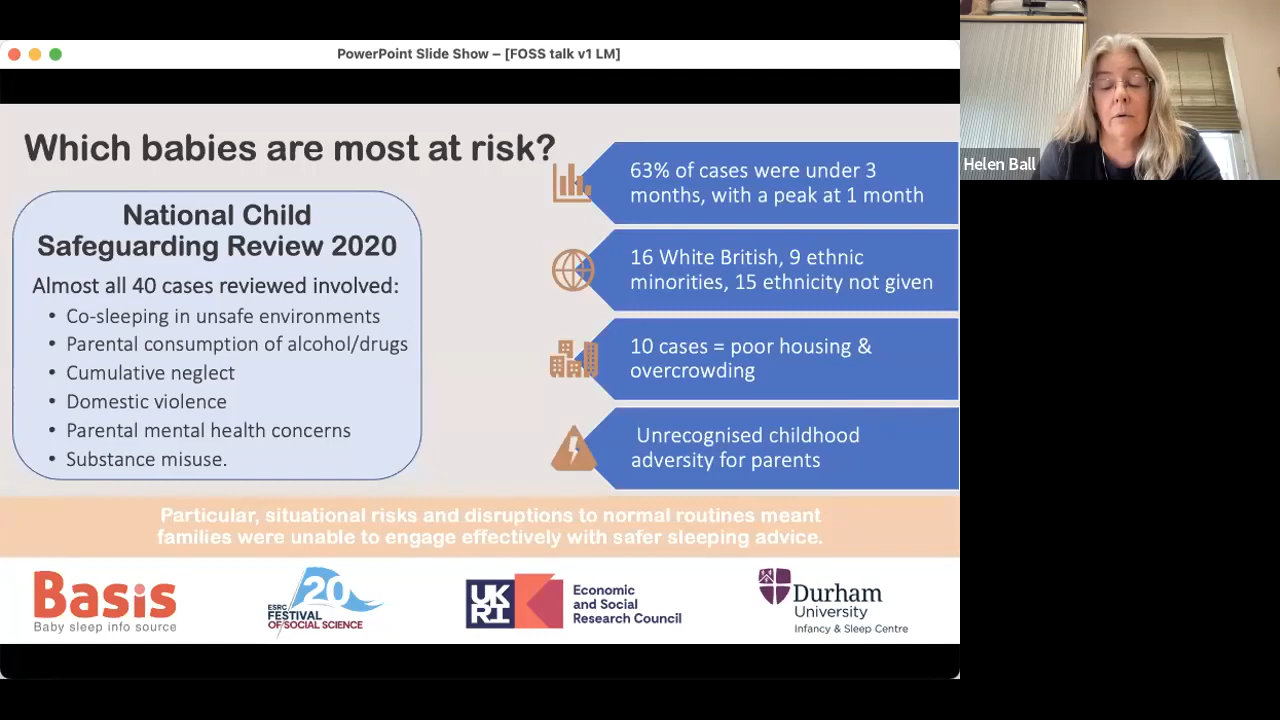 PowerPoint Slide Show – [FOSS talk v1 LM]
Which babies are most at risk?
National Child
Safeguarding Review 2020
Almost all 40 cases reviewed involved:
• Co-sleeping in unsafe environments
• Parental consumption of alcohol/drugs
• Cumulative neglect
• Domestic violence
• Parental mental health concerns
• Substance misuse.
63% of cases were under 3
months, with a peak at 1 month
16 White British, 9 ethnic
minorities, 15 ethnicity not given
10 cases = poor housing &
overcrowding
Unrecognised childhood
adversity for parents
Particular, situational risks and disruptions to normal routines meant
families were unable to engage effectively with safer sleeping advice.
Basis
Baby sleep info source
20
ESRC
FESTIVAL
OF SOCIAL SCIENCE
UK
RI
Economic
and Social
Research Council
Durham
University
Infancy & Sleep Centre
Helen Ball